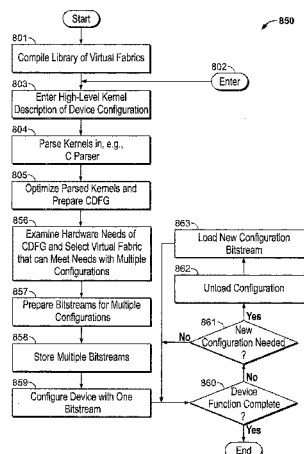 Start
850
801
Compile Library of Virtual Fabrics
802
Enter
803
Enter High-Level Kernel
Description of Device Configuration
804
Parse Kernels in, e.g.,
C Parser
805
Optimize Parsed Kernels and
Prepare CDFG
856
Examine Hardware Needs of
CDFG and Select Virtual Fabric
that can Meet Needs with Multiple
Configurations
857
Prepare Bitstreams for Multiple
Configurations
858
Store Multiple Bitstreams
859
Configure Device with One
Bitstream
863
Load New Configuration
Bitstream
862
Unload Configuration
Yes
861
New
Configuration Needed
?
No
No
860
Device
Function Complete
?
Yes
End